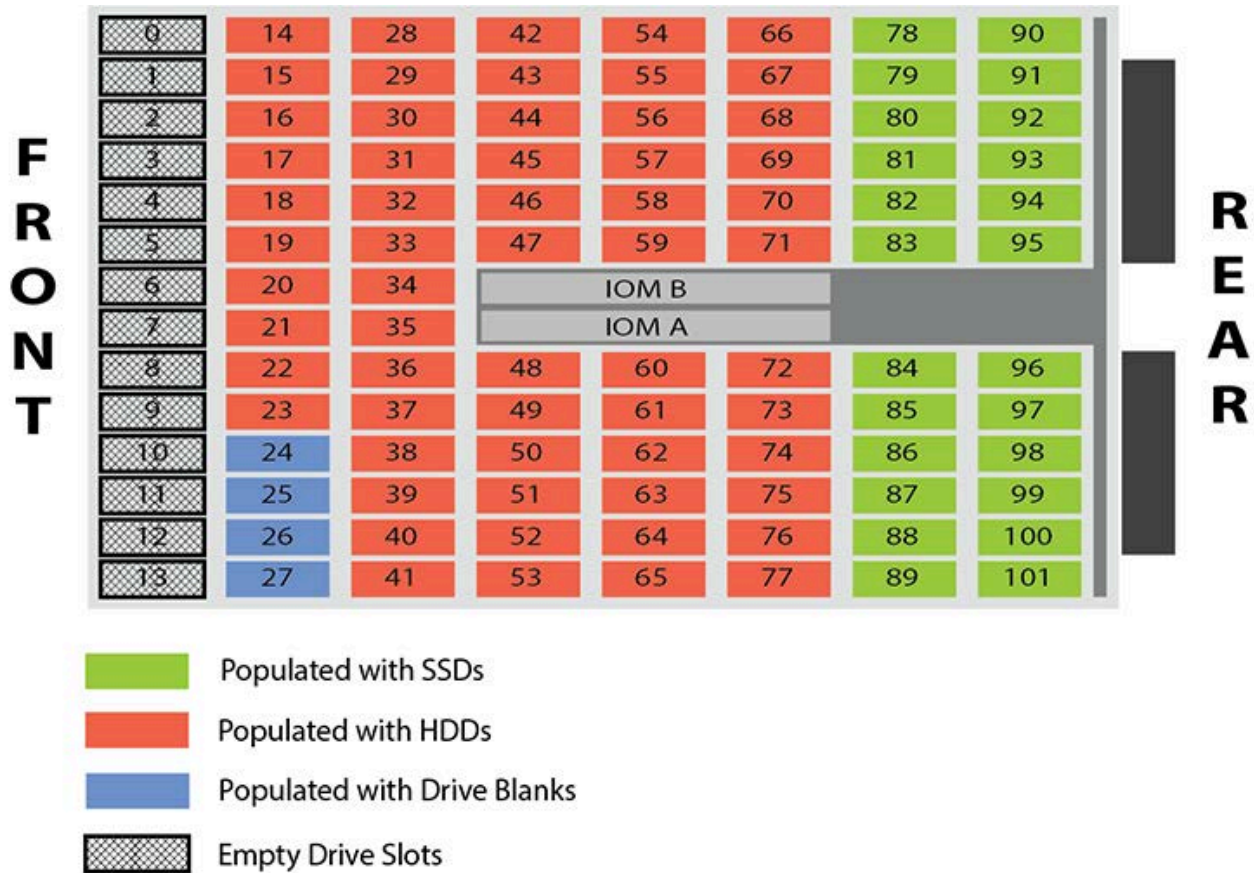 FRONT
REAR
0 14 28 42 54 66 78 90
1 15 29 43 55 67 79 91
2 16 30 44 56 68 80 92
3 17 31 45 57 69 81 93
4 18 32 46 58 70 82 94
5 19 33 47 59 71 83 95
6 20 34 IOM B
7 21 35 IOM A
8 22 36 48 60 72 84 96
9 23 37 49 61 73 85 97
10 24 38 50 62 74 86 98
11 25 39 51 63 75 87 99
12 26 40 52 64 76 88 100
13 27 41 53 65 77 89 101
Populated with SSDs
Populated with HDDs
Populated with Drive Blanks
Empty Drive Slots